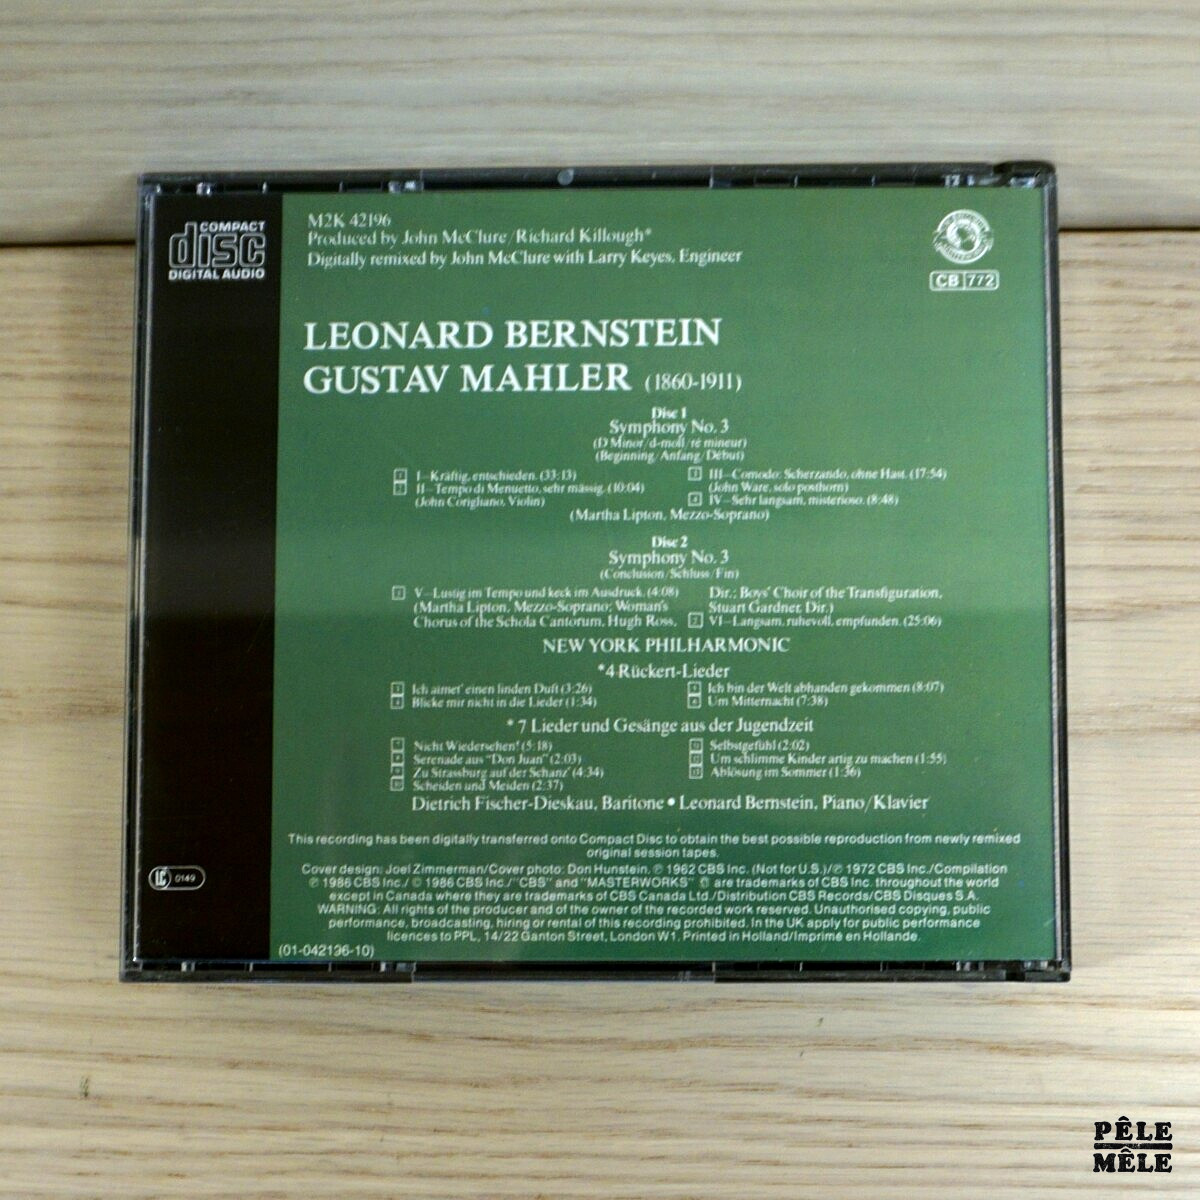 COMPACT
disc
DIGITAL AUDIO
M2K 42196
Produced by John McClure/Richard Killough*
Digitally remixed by John McClure with Larry Keyes, Engineer
CB 772
LEONARD BERNSTEIN
GUSTAV MAHLER (1860-1911)
Disc 1
Symphony No. 3
(D Minor/d-moll/ré mineur)
(Beginning/Anfang/Début)
1 I—Kräftig, entschieden. (33:13)
2 II—Tempo di Menuetto, sehr mässig. (10:04)
(John Corigliano, Violin)
3 III—Comodo: Scherzando, ohne Hast. (17:54)
(John Ware, solo posthorn)
4 IV—Sehr langsam, misterioso. (8:48)
(Martha Lipton, Mezzo-Soprano)
Disc 2
Symphony No. 3
(Conclusion/Schluss/Fin)
V—Lustig im Tempo und keck im Ausdruck. (4:08)
(Martha Lipton, Mezzo-Soprano; Woman's
Chorus of the Schola Cantorum, Hugh Ross,
Dir.; Boys' Choir of the Transfiguration,
Stuart Gardner, Dir.)
2 VI—Langsam, ruhevoll, empfunden. (25:06)
NEW YORK PHILHARMONIC
*4 Rückert-Lieder
Ich atmet' einen linden Duft (3:26)
Blicke mir nicht in die Lieder (1:34)
Ich bin der Welt abhanden gekommen (8:07)
Um Mitternacht (7:38)
*7 Lieder und Gesänge aus der Jugendzeit
Nicht Wiedersehen! (5:18)
Serenade aus "Don Juan" (2:03)
Zu Strassburg auf der Schanz' (4:34)
Scheiden und Meiden (2:37)
Selbstgefühl (2:02)
Um schlimme Kinder artig zu machen (1:55)
Ablösung im Sommer (1:36)
Dietrich Fischer-Dieskau, Baritone • Leonard Bernstein, Piano/Klavier
This recording has been digitally transferred onto Compact Disc to obtain the best possible reproduction from newly remixed
original session tapes.
Cover design: Joel Zimmerman/Cover photo: Don Hunstein. ℗ 1962 CBS Inc. (Not for U.S.)/℗ 1972 CBS Inc./Compilation
℗ 1986 CBS Inc./ © 1986 CBS Inc./"CBS" and "MASTERWORKS" are trademarks of CBS Inc. throughout the world
except in Canada where they are trademarks of CBS Canada Ltd./Distribution CBS Records/CBS Disques S.A.
WARNING: All rights of the producer and of the owner of the recorded work reserved. Unauthorised copying, public
performance, broadcasting, hiring or rental of this recording prohibited. In the UK apply for public performance
licences to PPL, 14/22 Ganton Street, London W1. Printed in Holland/Imprimé en Hollande.
LC 0149
(01-042196-10)
PÊLE
MÊLE